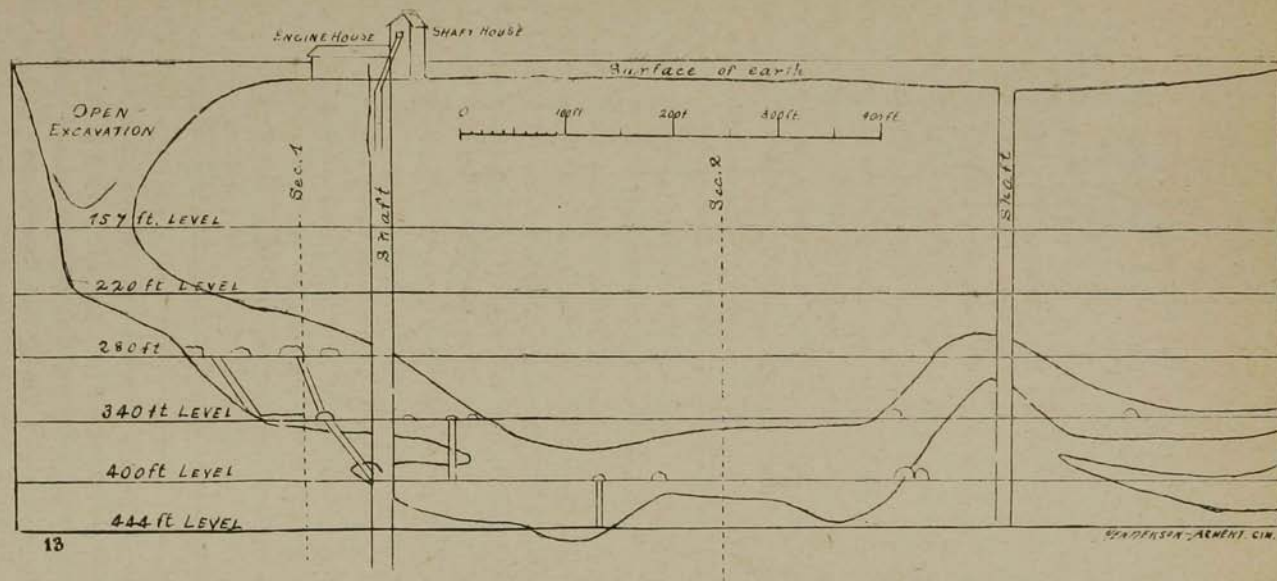 ENGINE HOUSE
SHAFT HOUSE
Surface of earth
OPEN
EXCAVATION
0 100ft 200ft 300ft. 400ft.
Sec. 1
Shaft
Sec. 2
Shaft
157 ft. LEVEL
220 ft LEVEL
280 ft
340 ft LEVEL
400 ft LEVEL
444 ft LEVEL
13
CIN.